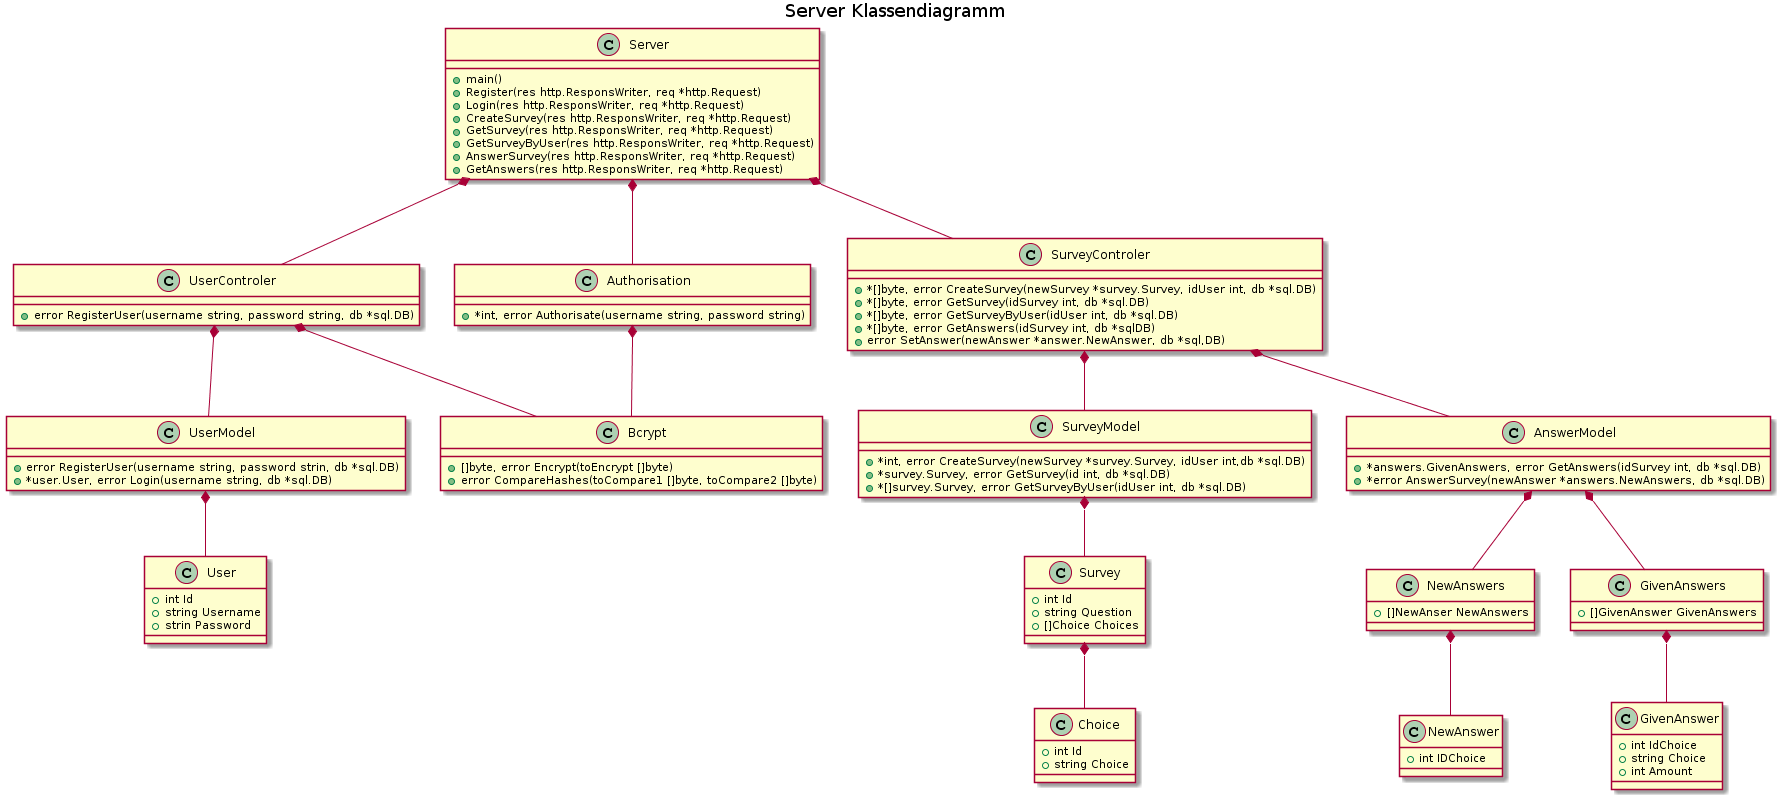 Server Klassendiagramm
C Server
main()
Register(res http.ResponsWriter, req *http.Request)
Login(res http.ResponsWriter, req *http.Request)
CreateSurvey(res http.ResponsWriter, req *http.Request)
GetSurvey(res http.ResponsWriter, req *http.Request)
GetSurveyByUser(res http.ResponsWriter, req *http.Request)
AnswerSurvey(res http.ResponsWriter, req *http.Request)
GetAnswers(res http.ResponsWriter, req *http.Request)
C UserControler
error RegisterUser(username string, password string, db *sql.DB)
C Authorisation
*int, error Authorisate(username string, password string)
C SurveyControler
*[]byte, error CreateSurvey(newSurvey *survey.Survey, idUser int, db *sql.DB)
*[]byte, error GetSurvey(idSurvey int, db *sql.DB)
*[]byte, error GetSurveyByUser(idUser int, db *sql.DB)
*[]byte, error GetAnswers(idSurvey int, db *sqlDB)
error SetAnswer(newAnswer *answer.NewAnswer, db *sql,DB)
C UserModel
error RegisterUser(username string, password strin, db *sql.DB)
*user.User, error Login(username string, db *sql.DB)
C Bcrypt
[]byte, error Encrypt(toEncrypt []byte)
error CompareHashes(toCompare1 []byte, toCompare2 []byte)
C SurveyModel
*int, error CreateSurvey(newSurvey *survey.Survey, idUser int,db *sql.DB)
*survey.Survey, error GetSurvey(id int, db *sql.DB)
*[]survey.Survey, error GetSurveyByUser(idUser int, db *sql.DB)
C AnswerModel
*answers.GivenAnswers, error GetAnswers(idSurvey int, db *sql.DB)
*error AnswerSurvey(newAnswer *answers.NewAnswers, db *sql.DB)
C User
int Id
string Username
strin Password
C Survey
int Id
string Question
[]Choice Choices
C NewAnswers
[]NewAnser NewAnswers
C GivenAnswers
[]GivenAnswer GivenAnswers
C Choice
int Id
string Choice
C NewAnswer
int IDChoice
C GivenAnswer
int IdChoice
string Choice
int Amount